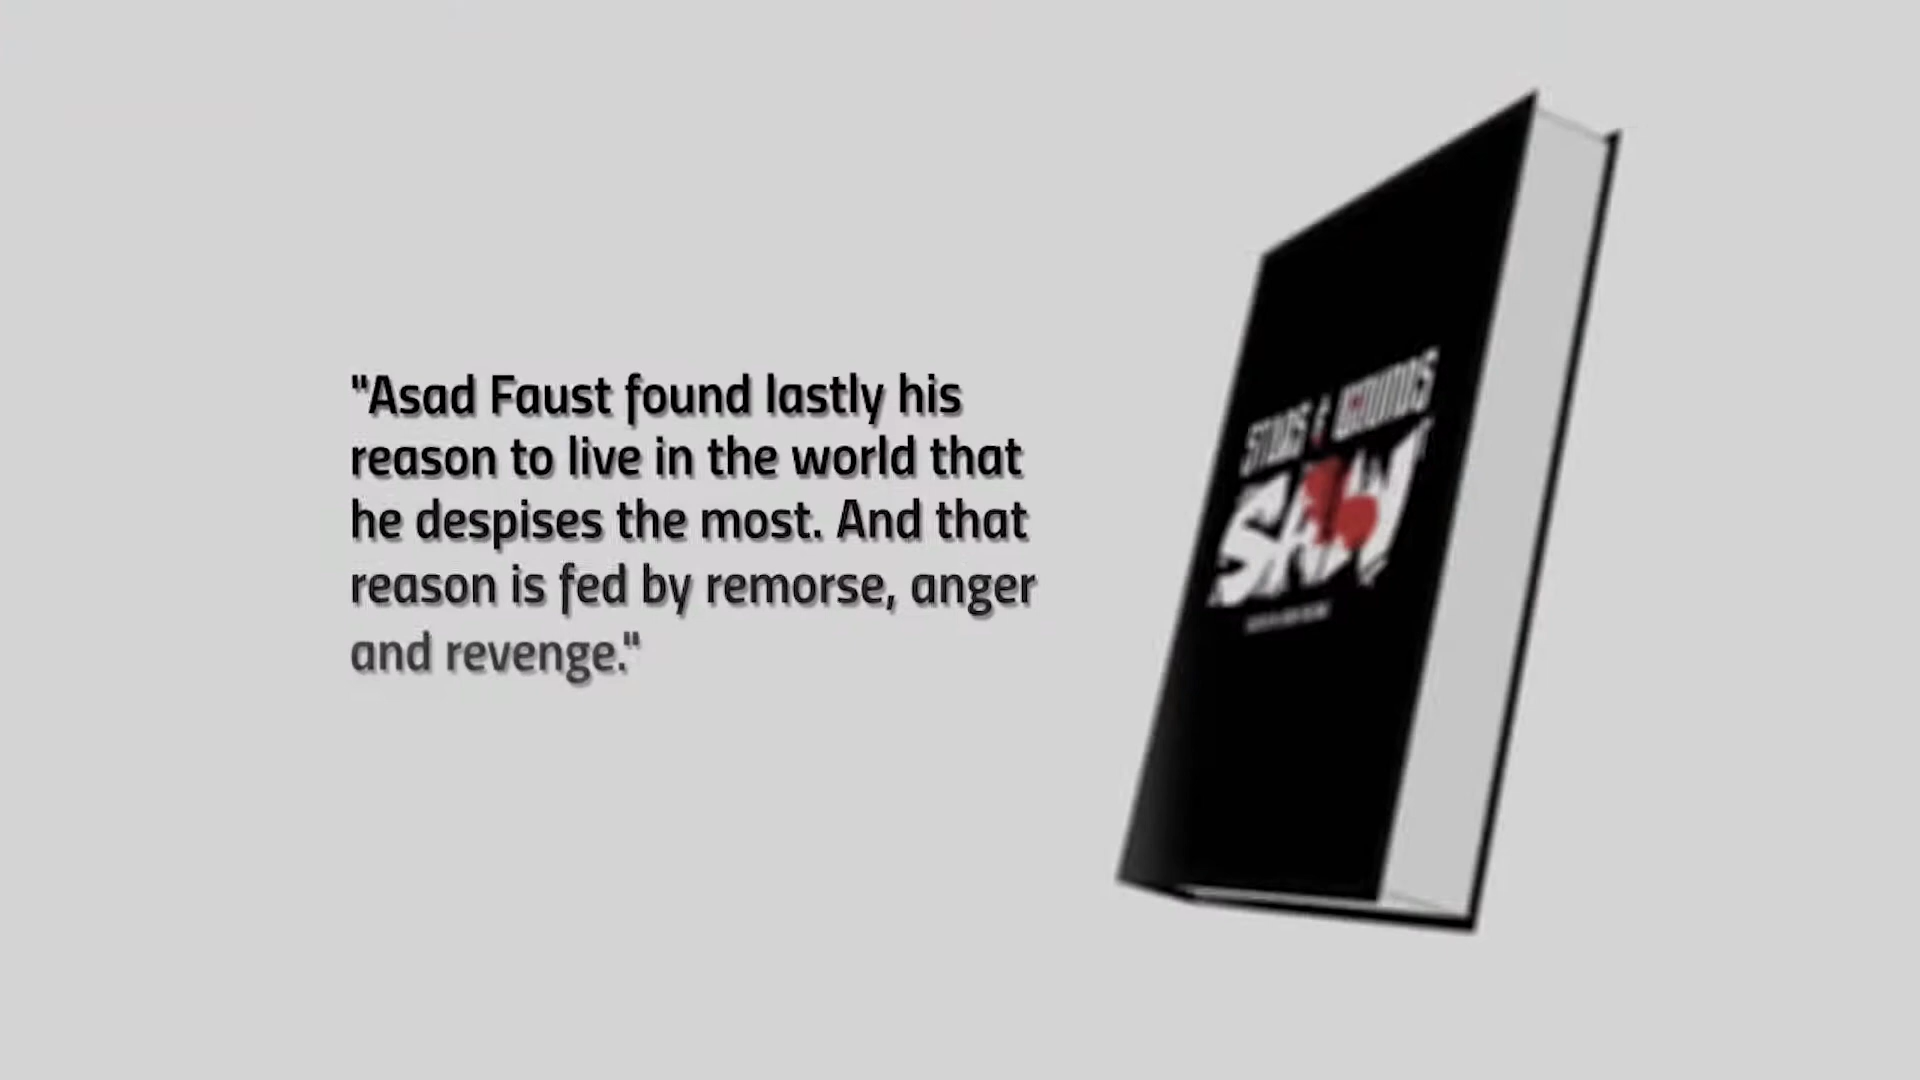 "Asad Faust found lastly his
reason to live in the world that
he despises the most. And that
reason is fed by remorse, anger
and revenge."